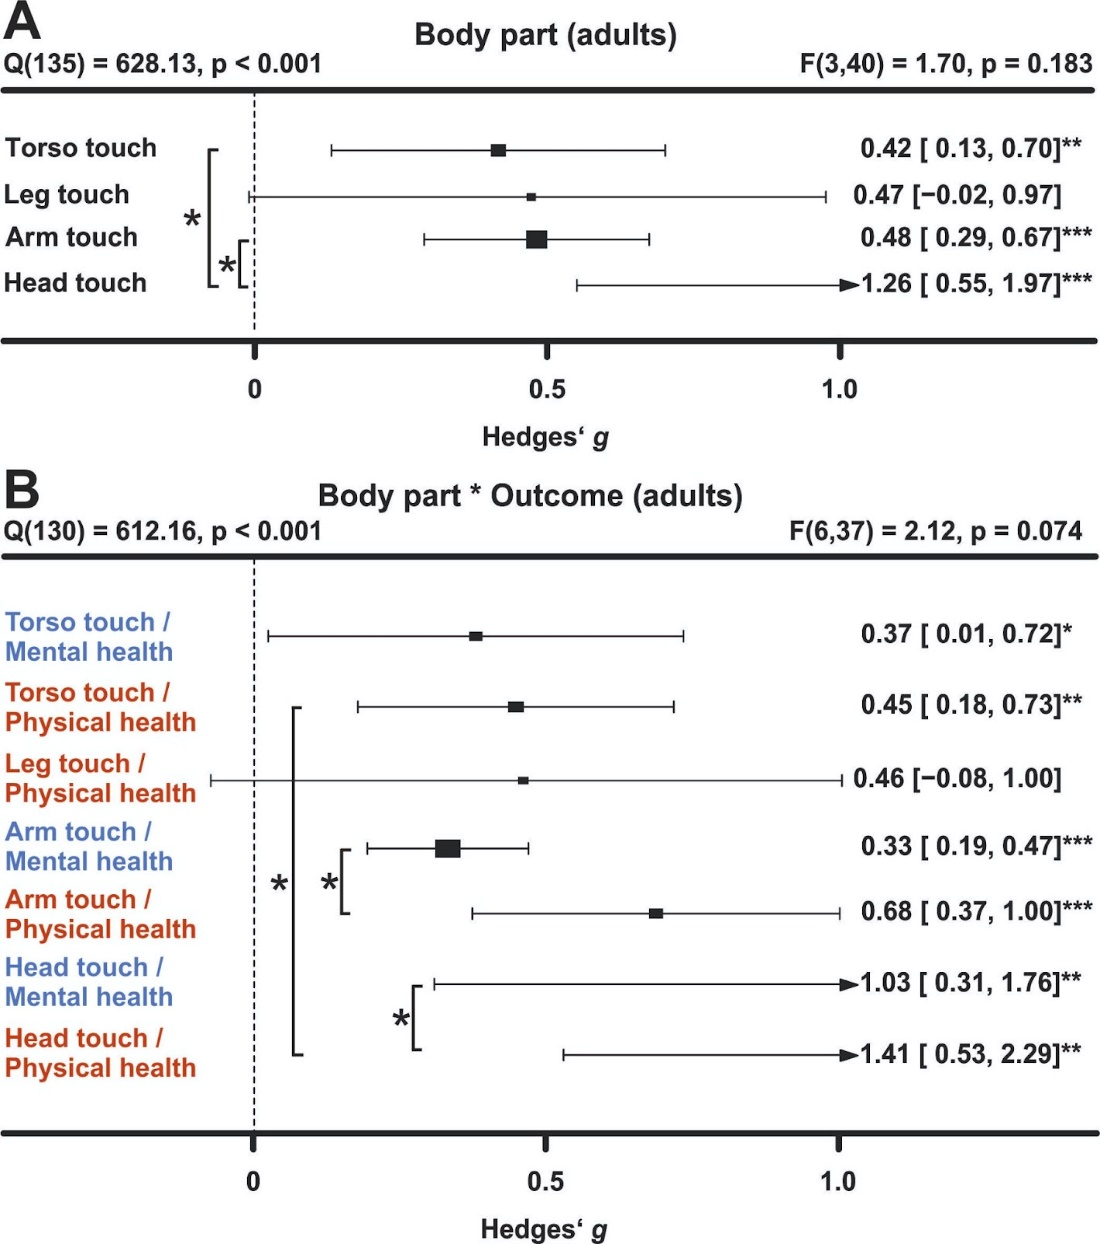 A
Body part (adults)
Q(135) = 628.13, p < 0.001
F(3,40) = 1.70, p = 0.183
Torso touch
0.42 [ 0.13, 0.70]**
Leg touch
0.47 [−0.02, 0.97]
*
Arm touch
0.48 [ 0.29, 0.67]***
*
Head touch
1.26 [ 0.55, 1.97]***
0
0.5
1.0
Hedges‘ g
B
Body part * Outcome (adults)
Q(130) = 612.16, p < 0.001
F(6,37) = 2.12, p = 0.074
Torso touch /
Mental health
0.37 [ 0.01, 0.72]*
Torso touch /
Physical health
0.45 [ 0.18, 0.73]**
Leg touch /
Physical health
0.46 [−0.08, 1.00]
Arm touch /
Mental health
0.33 [ 0.19, 0.47]***
*
*
Arm touch /
Physical health
0.68 [ 0.37, 1.00]***
Head touch /
Mental health
1.03 [ 0.31, 1.76]**
*
Head touch /
Physical health
1.41 [ 0.53, 2.29]**
0
0.5
1.0
Hedges‘ g